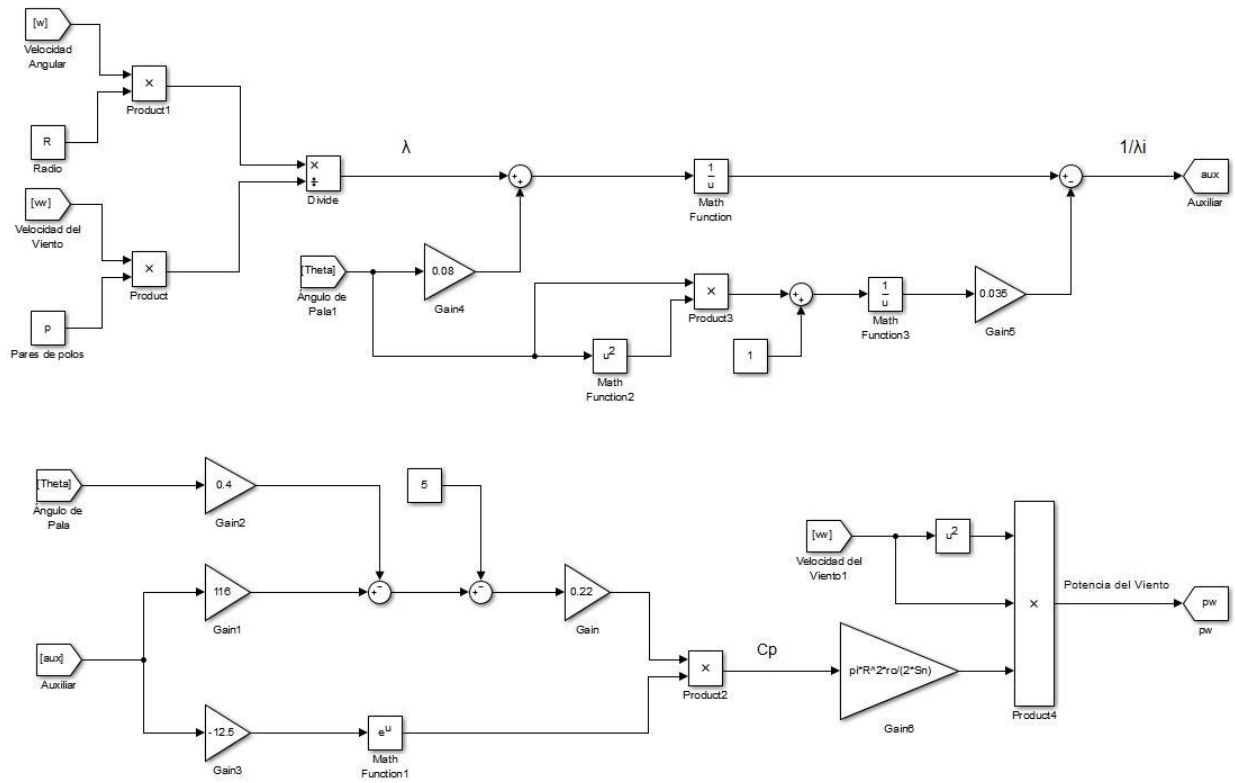 [w]
Velocidad
Angular
×
Product1
R
Radio
[vw]
Velocidad del
Viento
×
Product
p
Pares de polos
×
÷
Divide
λ
+
+
[Theta]
Ángulo de
Pala1
0.08
Gain4
1
u
Math
Function
u²
Math
Function2
×
Product3
1
+
+
1
u
Math
Function3
0.035
Gain5
+
−
1/λi
aux
Auxiliar
[Theta]
Ángulo de
Pala
0.4
Gain2
116
Gain1
[aux]
Auxiliar
-12.5
Gain3
+
−
5
+
−
0.22
Gain
eᵘ
Math
Function1
×
Product2
Cp
[vw]
Velocidad del
Viento1
u²
pi*R^2*ro/(2*Sn)
Gain6
×
Product4
Potencia del Viento
pw
pw